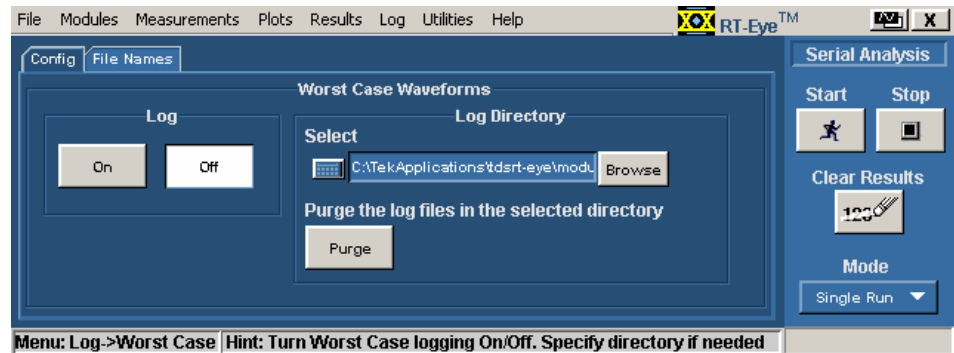 File Modules Measurements Plots Results Log Utilities Help RT-Eye™ X
Config File Names
Serial Analysis
Worst Case Waveforms
Start Stop
Log
Log Directory
Select
On Off
C:\TekApplications\tdsrt-eye\modu Browse
Clear Results
Purge the log files in the selected directory
123
Purge
Mode
Single Run
Menu: Log->Worst Case Hint: Turn Worst Case logging On/Off. Specify directory if needed